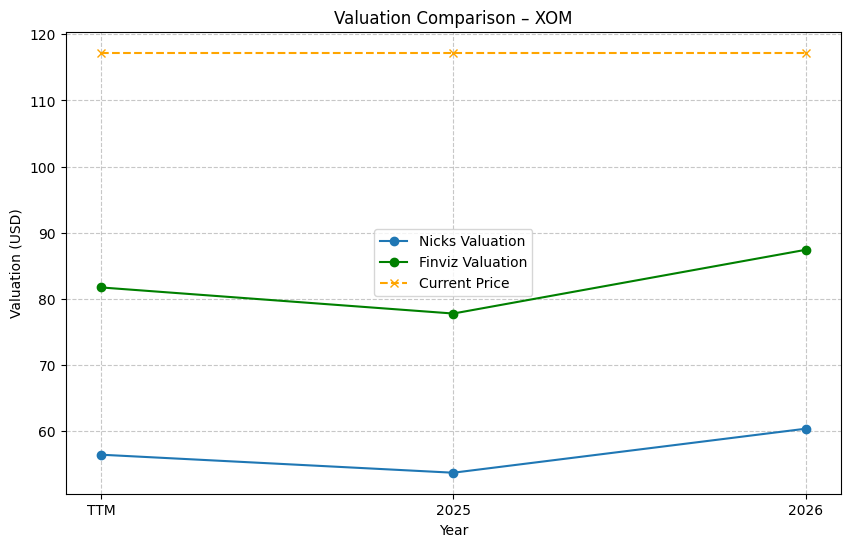 Valuation Comparison – XOM
120
110
100
90
80
70
60
Valuation (USD)
Nicks Valuation
Finviz Valuation
Current Price
TTM
2025
2026
Year